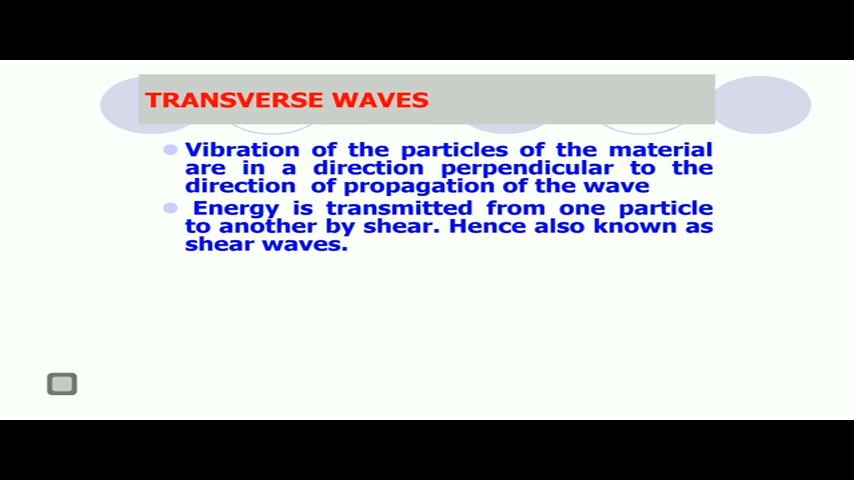 TRANSVERSE WAVES
Vibration of the particles of the material
are in a direction perpendicular to the
direction of propagation of the wave
Energy is transmitted from one particle
to another by shear. Hence also known as
shear waves.